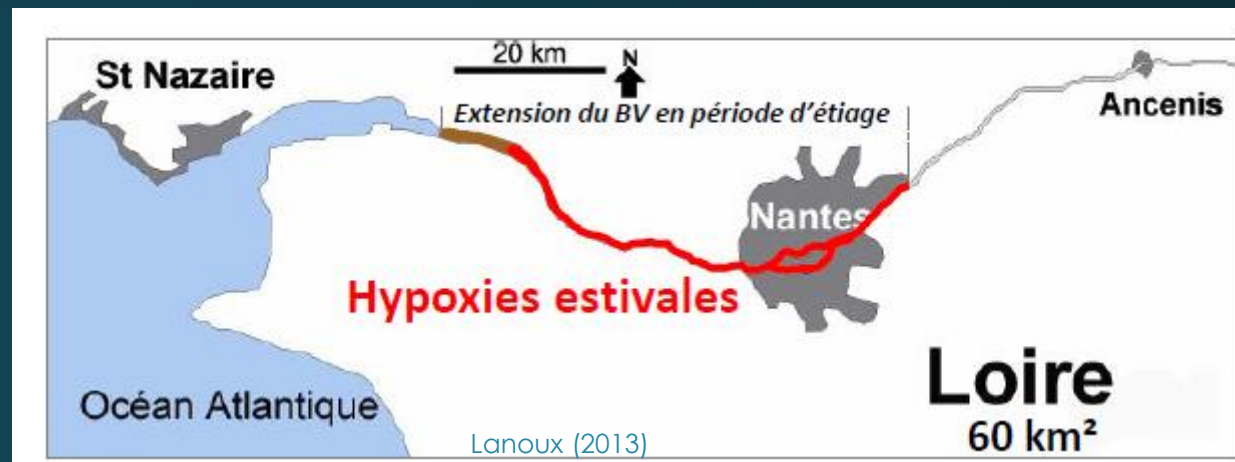 20 km
N
St Nazaire
Extension du BV en période d'étiage
Ancenis
Nantes
Hypoxies estivales
Loire
60 km²
Océan Atlantique
Lanoux (2013)